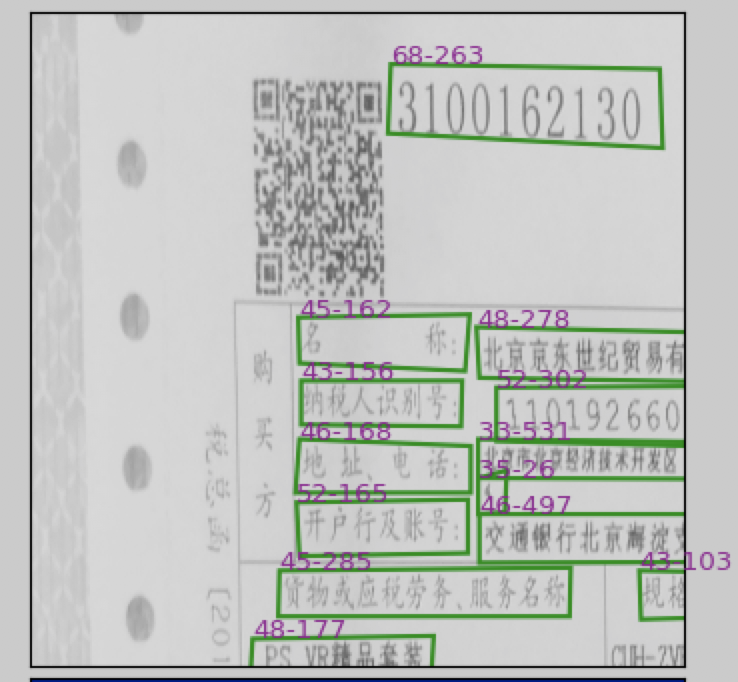 68-263
3100162130
45-162
名 称:
48-278
北京京东世纪贸易有
购买方
43-156
纳税人识别号:
52-302
110192660
46-168
地 址、电 话:
33-531
北京市北京经济技术开发区
35-26
52-165
开户行及账号:
46-497
交通银行北京海淀支
税总函
[201
45-285
货物或应税劳务、服务名称
43-103
规格
48-177
PS VR精品套装
CUH-ZV